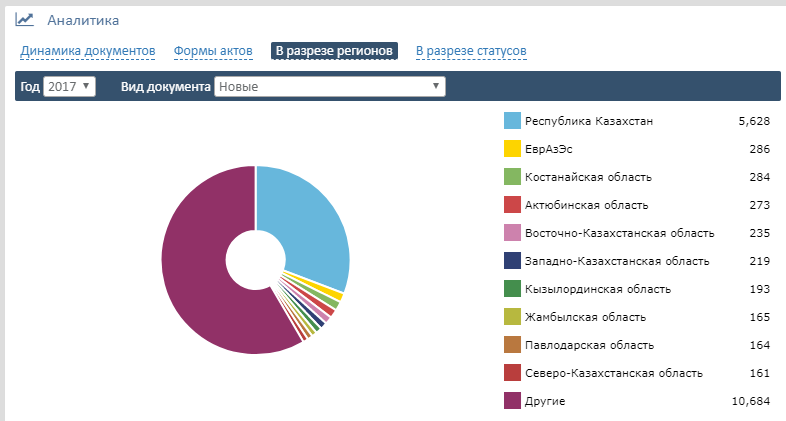 Аналитика
Динамика документов Формы актов В разрезе регионов В разрезе статусов
Год 2017 Вид документа Новые
Республика Казахстан 5,628
ЕврАзЭс 286
Костанайская область 284
Актюбинская область 273
Восточно-Казахстанская область 235
Западно-Казахстанская область 219
Кызылординская область 193
Жамбылская область 165
Павлодарская область 164
Северо-Казахстанская область 161
Другие 10,684